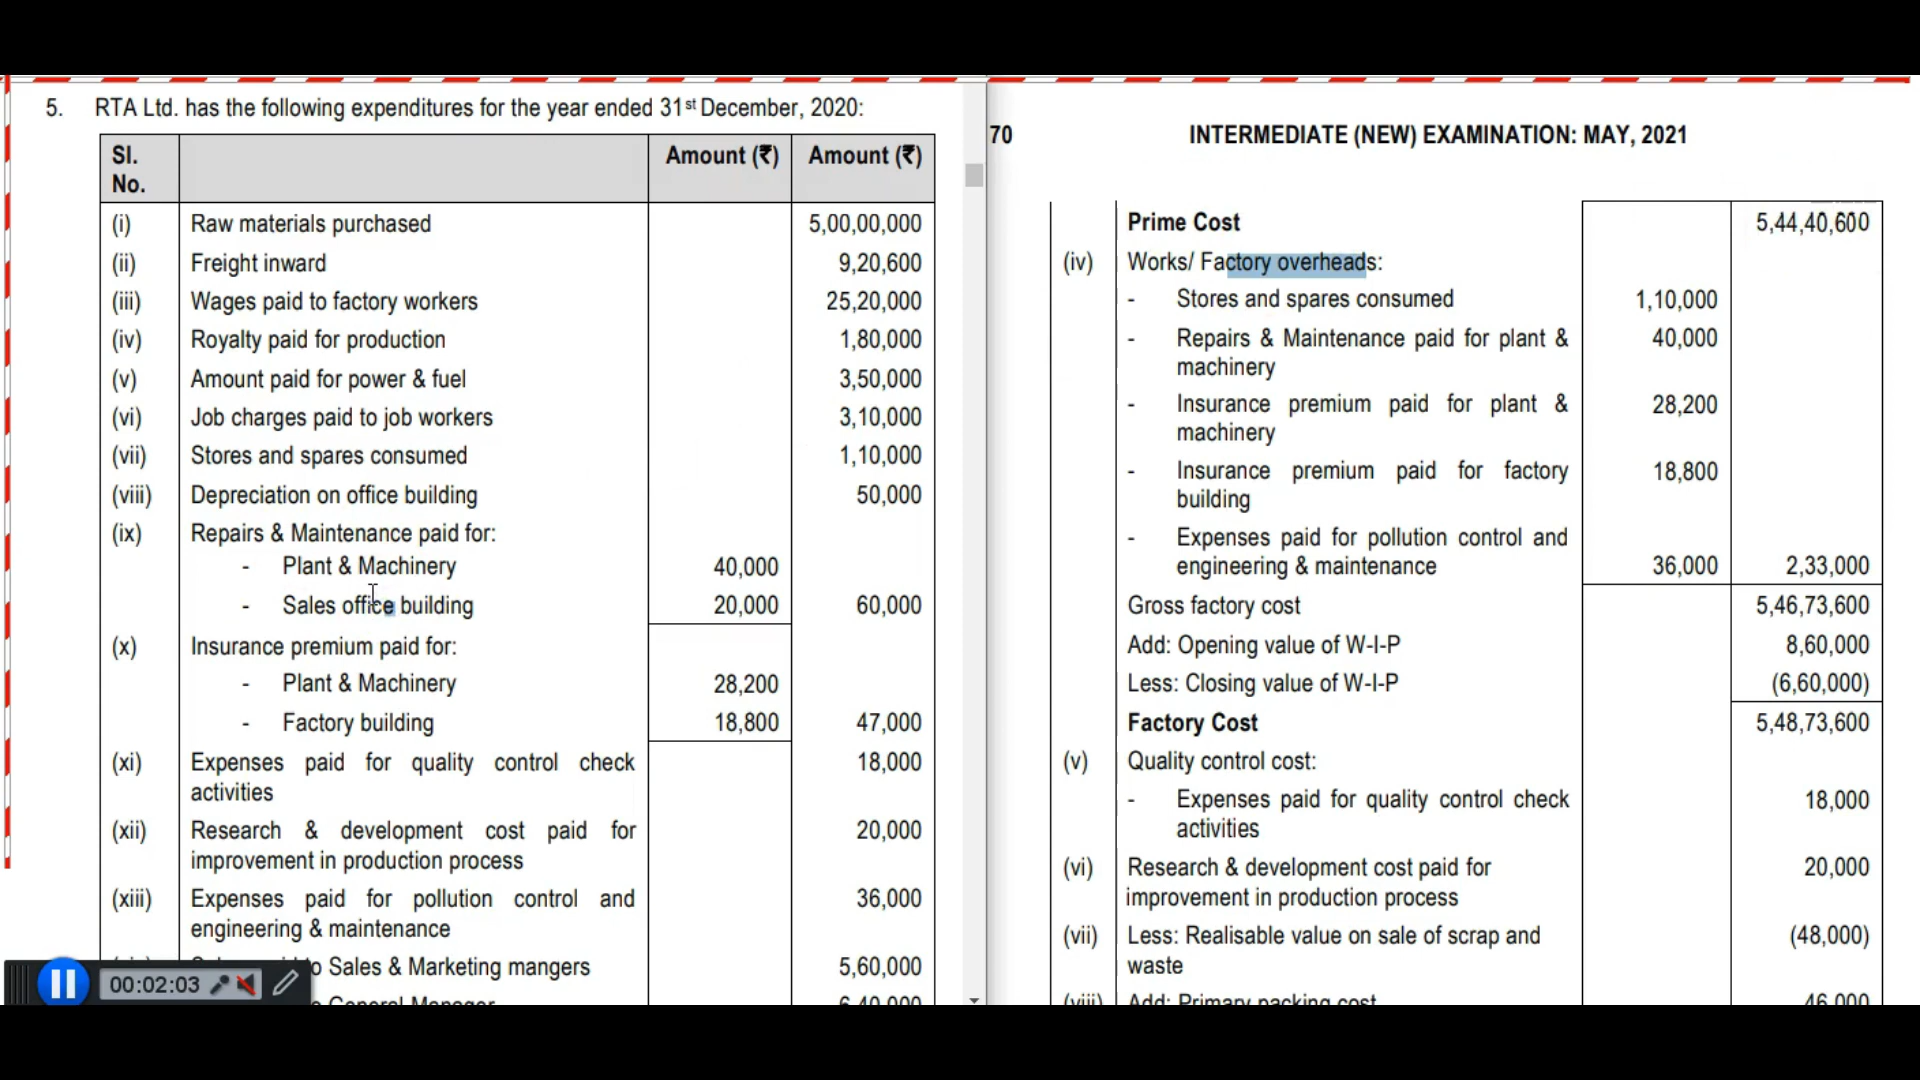 5. RTA Ltd. has the following expenditures for the year ended 31st December, 2020:
Sl. No. Amount (₹) Amount (₹)
(i) Raw materials purchased 5,00,00,000
(ii) Freight inward 9,20,600
(iii) Wages paid to factory workers 25,20,000
(iv) Royalty paid for production 1,80,000
(v) Amount paid for power & fuel 3,50,000
(vi) Job charges paid to job workers 3,10,000
(vii) Stores and spares consumed 1,10,000
(viii) Depreciation on office building 50,000
(ix) Repairs & Maintenance paid for:
- Plant & Machinery 40,000
- Sales office building 20,000 60,000
(x) Insurance premium paid for:
- Plant & Machinery 28,200
- Factory building 18,800 47,000
(xi) Expenses paid for quality control check 18,000
activities
(xii) Research & development cost paid for 20,000
improvement in production process
(xiii) Expenses paid for pollution control and 36,000
engineering & maintenance
to Sales & Marketing mangers 5,60,000
General Manager 6,40,000
00:02:03
70 INTERMEDIATE (NEW) EXAMINATION: MAY, 2021
Prime Cost 5,44,40,600
(iv) Works/ Factory overheads:
- Stores and spares consumed 1,10,000
- Repairs & Maintenance paid for plant & 40,000
machinery
- Insurance premium paid for plant & 28,200
machinery
- Insurance premium paid for factory 18,800
building
- Expenses paid for pollution control and
engineering & maintenance 36,000 2,33,000
Gross factory cost 5,46,73,600
Add: Opening value of W-I-P 8,60,000
Less: Closing value of W-I-P (6,60,000)
Factory Cost 5,48,73,600
(v) Quality control cost:
- Expenses paid for quality control check 18,000
activities
(vi) Research & development cost paid for 20,000
improvement in production process
(vii) Less: Realisable value on sale of scrap and (48,000)
waste
(viii) Add: Primary packing cost 46,000